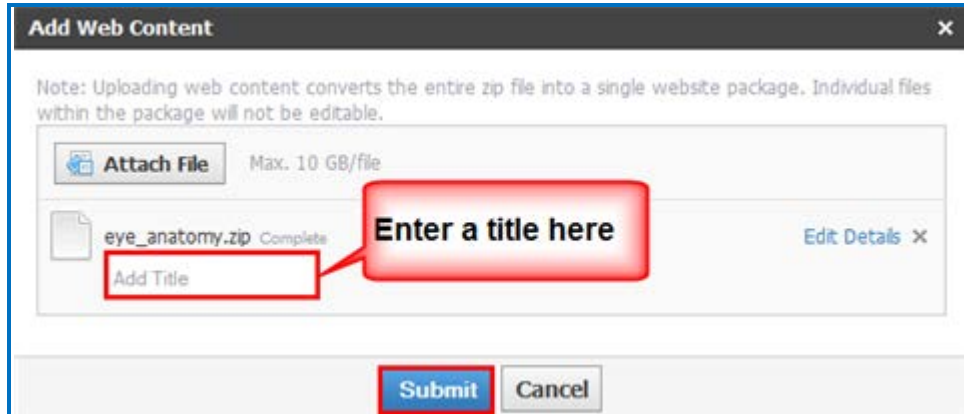 Add Web Content ×
Note: Uploading web content converts the entire zip file into a single website package. Individual files
within the package will not be editable.
Attach File Max. 10 GB/file
Enter a title here
eye_anatomy.zip Complete Edit Details ×
Add Title
Submit Cancel